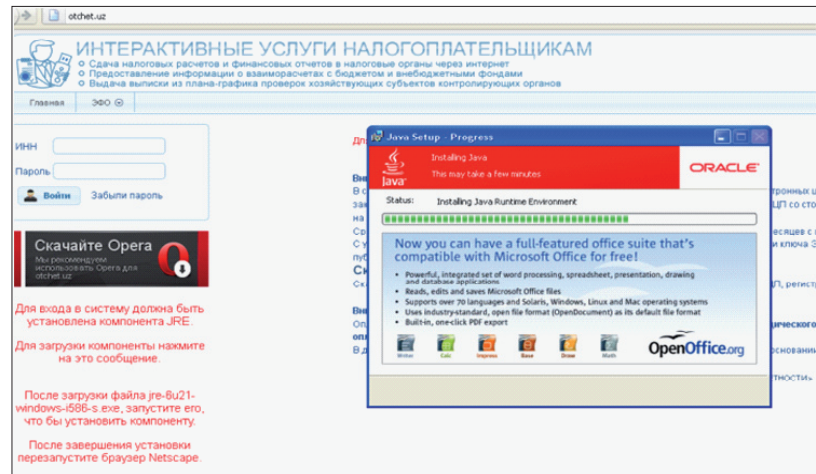 otchet.uz
ИНТЕРАКТИВНЫЕ УСЛУГИ НАЛОГОПЛАТЕЛЬЩИКАМ
Сдача налоговых расчетов и финансовых отчетов в налоговые органы через интернет
Предоставление информации о взаиморасчетах с бюджетом и внебюджетными фондами
Выдача выписки из плана-графика проверок хозяйствующих субъектов контролирующих органов
Главная ЭФО
ИНН
Пароль
Войти Забыли пароль
Скачайте Opera
Мы рекомендуем
использовать Opera для
otchet.uz
Для входа в систему должна быть
установлена компонента JRE.
Для загрузки компоненты нажмите
на это сообщение.
После загрузки файла jre-6u21-
windows-i586-s.exe, запустите его,
что бы установить компоненту.
После завершения установки
перезапустите браузер Netscape.
Java Setup - Progress
Java
Installing Java
This may take a few minutes
ORACLE
Status: Installing Java Runtime Environment
Now you can have a full-featured office suite that's
compatible with Microsoft Office for free!
Powerful, integrated set of word processing, spreadsheet, presentation, drawing
and database applications
Reads, edits and saves Microsoft Office files
Supports over 70 languages and Solaris, Windows, Linux and Mac operating systems
Uses industry-standard, open file format (OpenDocument) as its default file format
Built-in, one-click PDF export
Writer Calc Impress Base Draw Math
OpenOffice.org